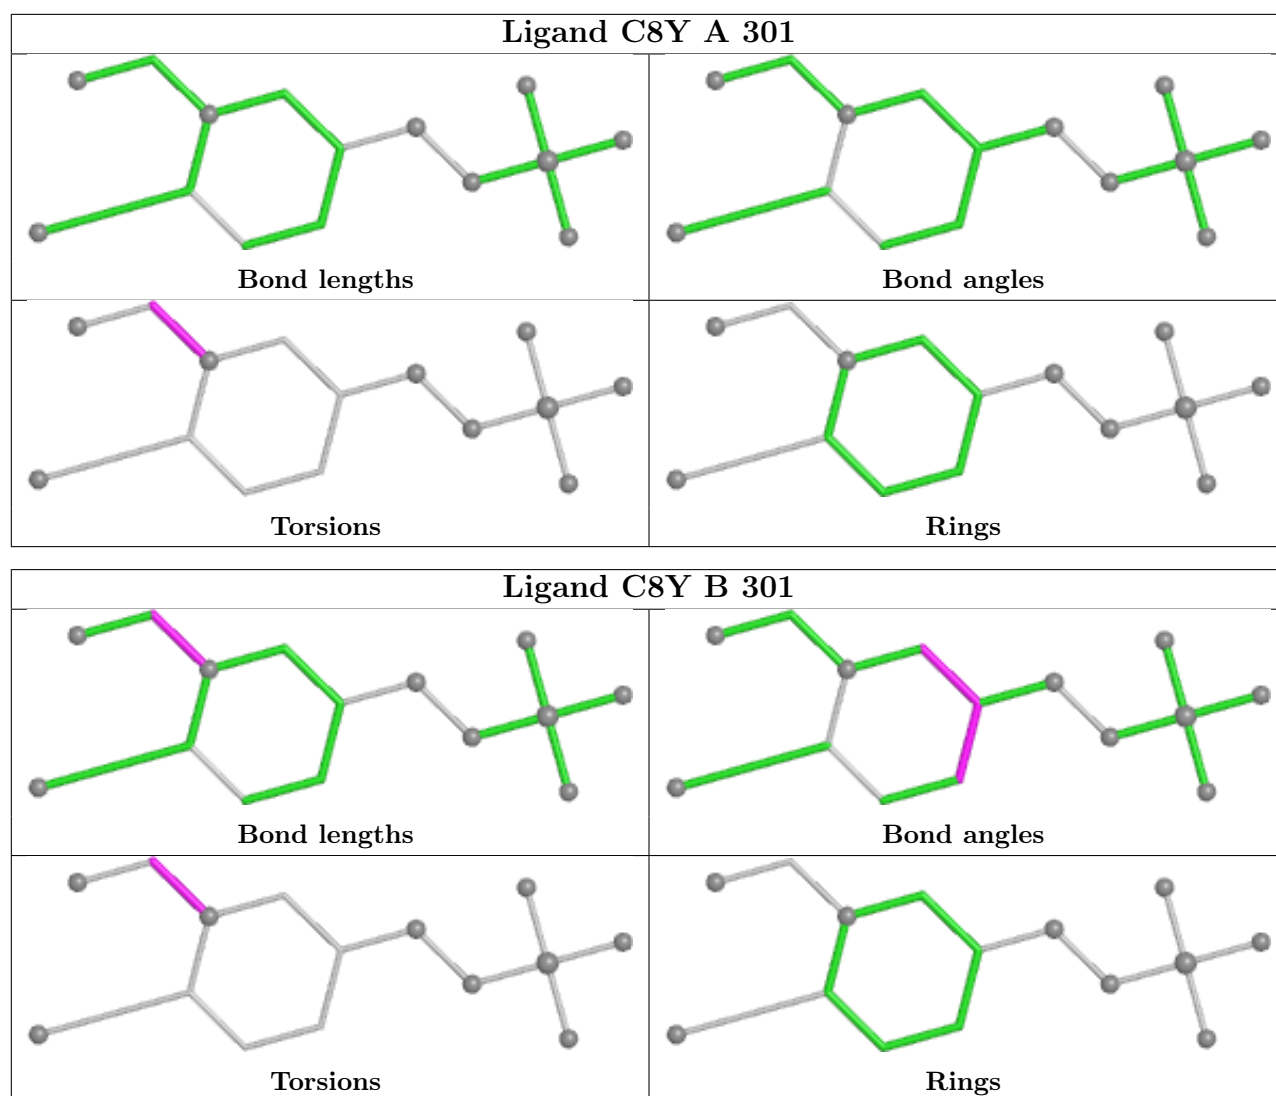 Ligand C8Y A 301
Bond lengths
Bond angles
Torsions
Rings
Ligand C8Y B 301
Bond lengths
Bond angles
Torsions
Rings